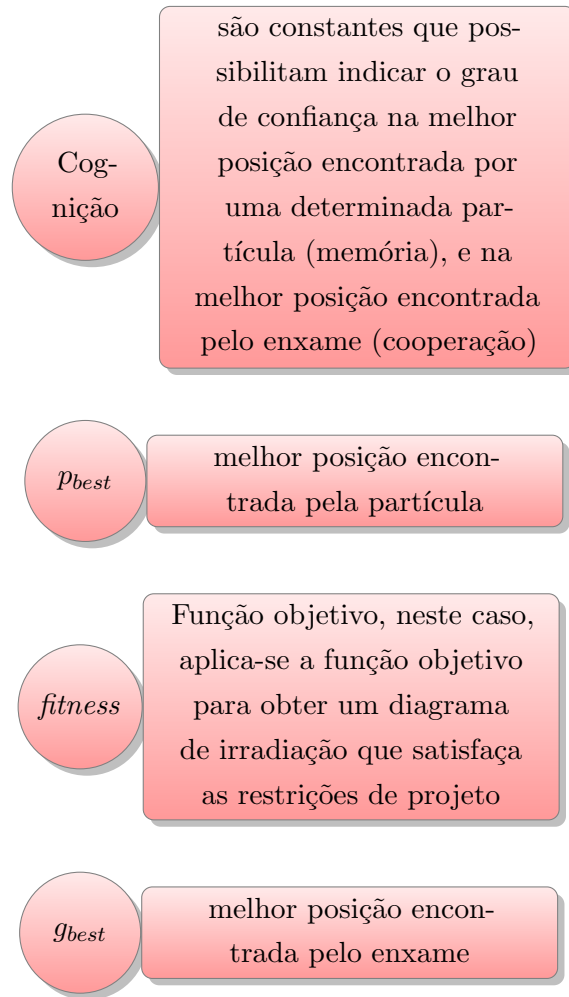 são constantes que pos-
sibilitam indicar o grau
de confiança na melhor
posição encontrada por
uma determinada par-
tícula (memória), e na
melhor posição encontrada
pelo enxame (cooperação)
Cog-
nição
p_best
melhor posição encon-
trada pela partícula
fitness
Função objetivo, neste caso,
aplica-se a função objetivo
para obter um diagrama
de irradiação que satisfaça
as restrições de projeto
g_best
melhor posição encon-
trada pelo enxame